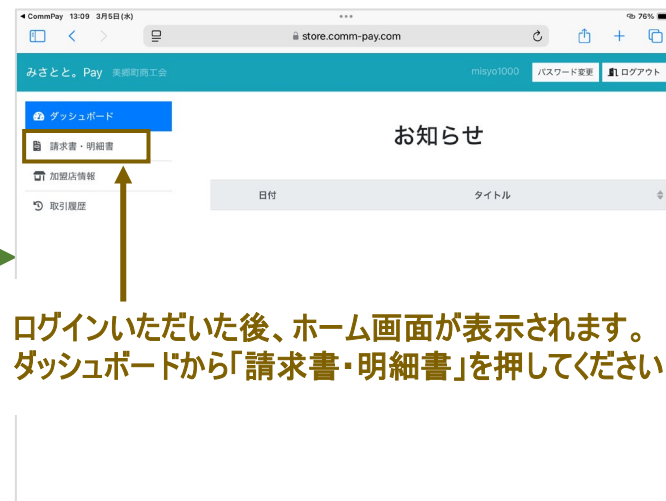 CommPay 13:09 3月5日(水)
76%
store.comm-pay.com
みさとと。Pay 美郷町商工会 misyo1000 パスワード変更 ログアウト
ダッシュボード
請求書・明細書
加盟店情報
取引履歴
お知らせ
日付 タイトル
ログインいただいた後、ホーム画面が表示されます。
ダッシュボードから「請求書・明細書」を押してください